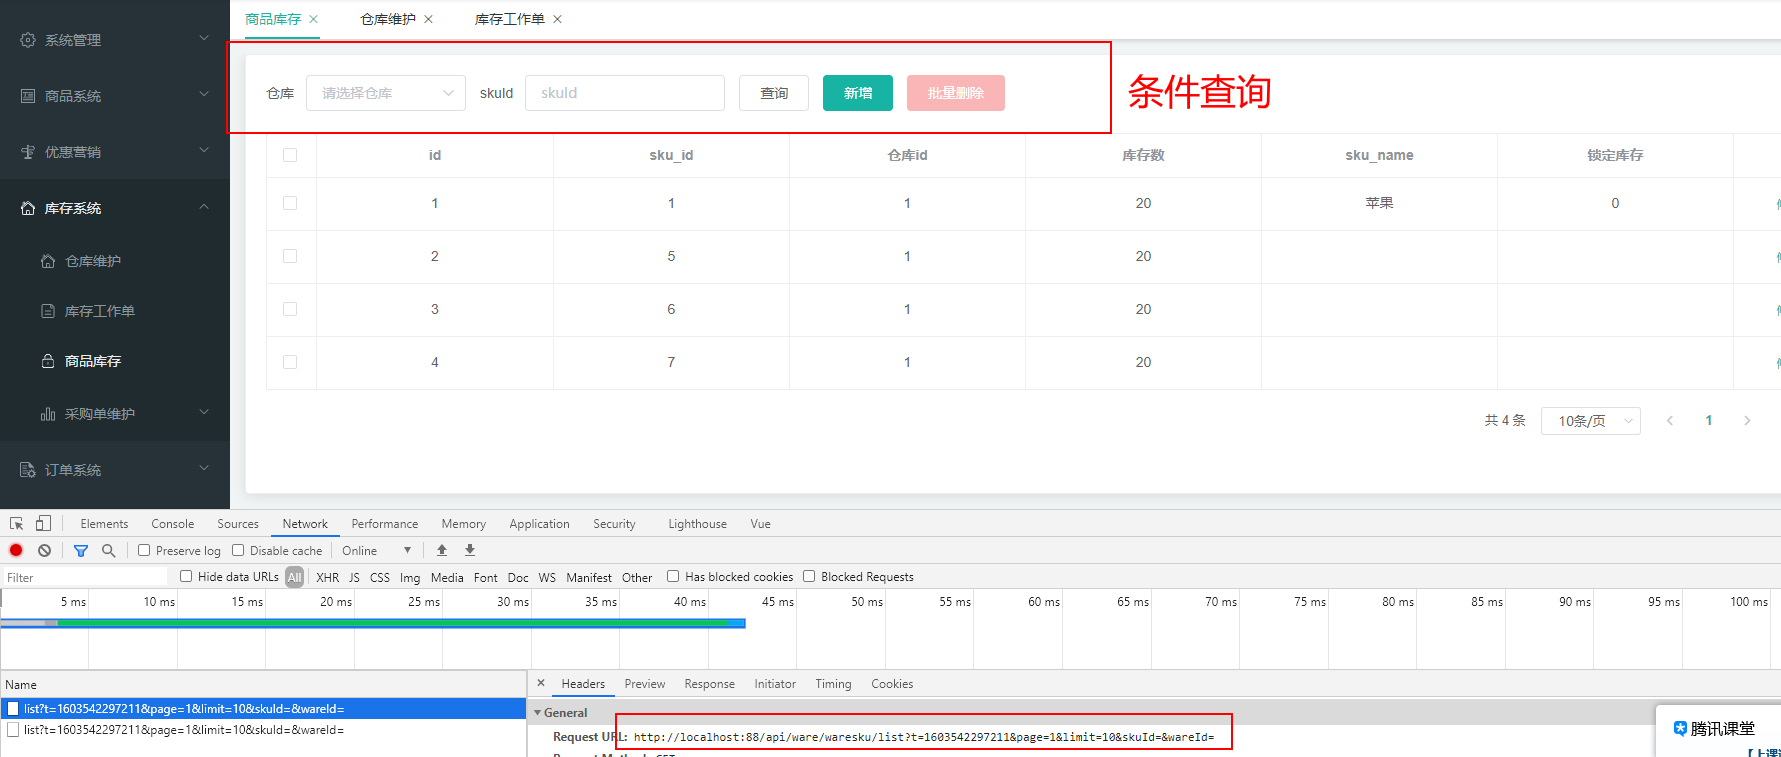 商品库存 仓库维护 库存工作单
系统管理
商品系统
优惠营销
库存系统
仓库维护
库存工作单
商品库存
采购单维护
订单系统
仓库 请选择仓库 skuId skuId 查询 新增 批量删除
条件查询
id sku_id 仓库id 库存数 sku_name 锁定库存
1 1 1 20 苹果 0
2 5 1 20
3 6 1 20
4 7 1 20
共 4 条 10条/页 1
Elements Console Sources Network Performance Memory Application Security Lighthouse Vue
Preserve log Disable cache Online
Filter Hide data URLs All XHR JS CSS Img Media Font Doc WS Manifest Other Has blocked cookies Blocked Requests
5 ms 10 ms 15 ms 20 ms 25 ms 30 ms 35 ms 40 ms 45 ms 50 ms 55 ms 60 ms 65 ms 70 ms 75 ms 80 ms 85 ms 90 ms 95 ms 100 ms
Name
list?t=1603542297211&page=1&limit=10&skuId=&wareId=
list?t=1603542297211&page=1&limit=10&skuId=&wareId=
Headers Preview Response Initiator Timing Cookies
General
Request URL: http://localhost:88/api/ware/waresku/list?t=1603542297211&page=1&limit=10&skuId=&wareId=
腾讯课堂